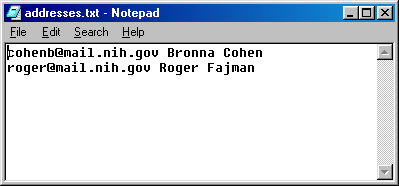 addresses.txt - Notepad
File Edit Search Help
cohenb@mail.nih.gov Bronna Cohen
roger@mail.nih.gov Roger Fajman